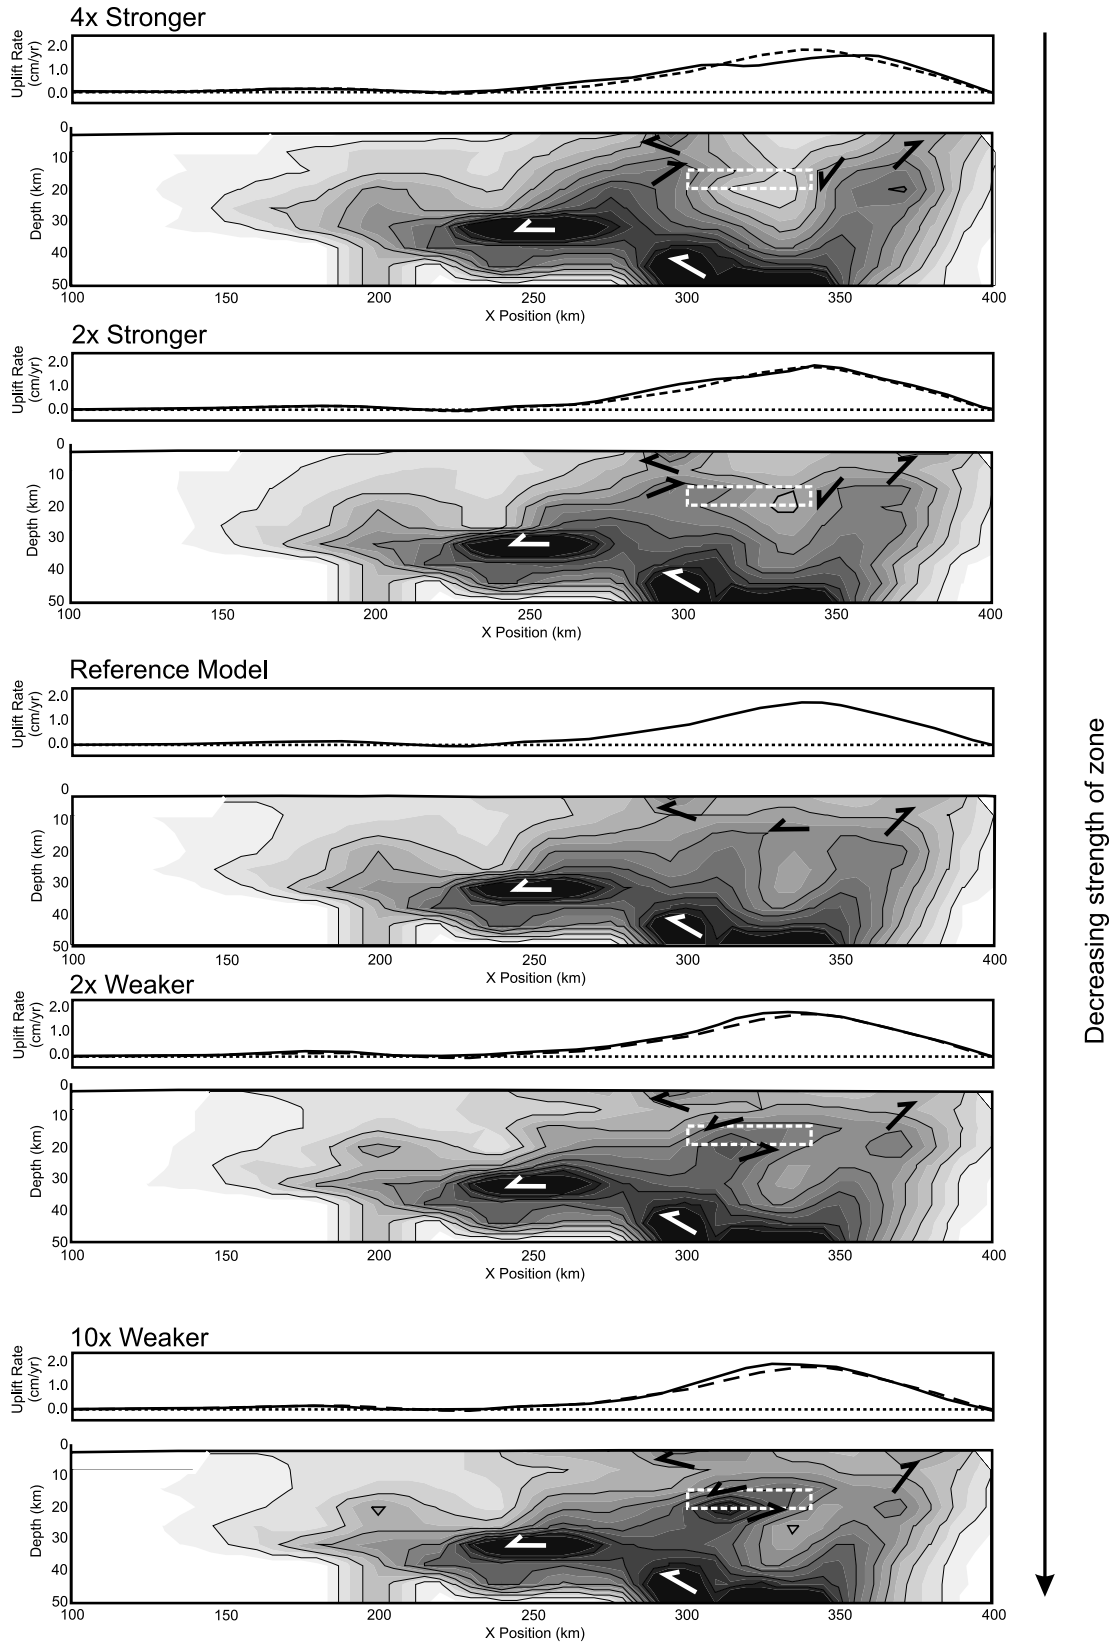 4x Stronger
Uplift Rate
(cm/yr)
2.0
1.0
0.0
Depth (km)
0
10
20
30
40
50
100 150 200 250 300 350 400
X Position (km)
2x Stronger
Uplift Rate
(cm/yr)
2.0
1.0
0.0
Depth (km)
0
10
20
30
40
50
100 150 200 250 300 350 400
X Position (km)
Reference Model
Uplift Rate
(cm/yr)
2.0
1.0
0.0
Depth (km)
0
10
20
30
40
50
100 150 200 250 300 350 400
X Position (km)
2x Weaker
Uplift Rate
(cm/yr)
2.0
1.0
0.0
Depth (km)
0
10
20
30
40
50
100 150 200 250 300 350 400
X Position (km)
10x Weaker
Uplift Rate
(cm/yr)
2.0
1.0
0.0
Depth (km)
0
10
20
30
40
50
100 150 200 250 300 350 400
X Position (km)
Decreasing strength of zone